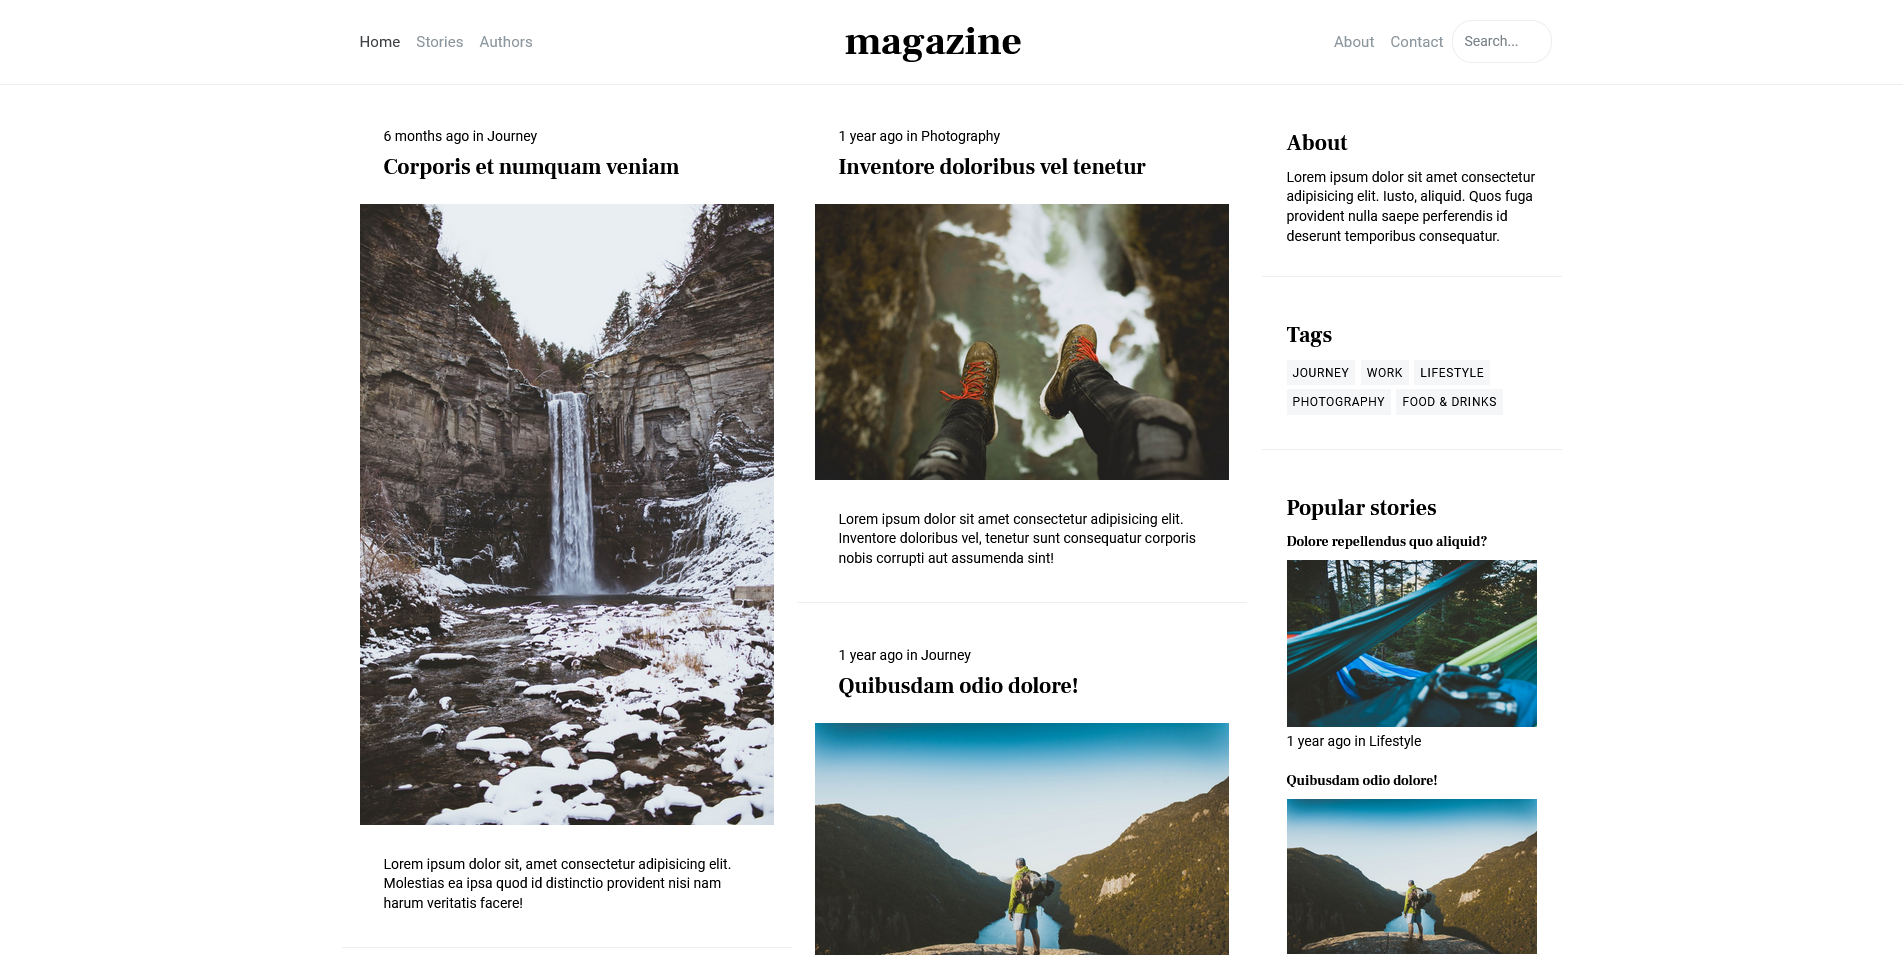 Home Stories Authors
magazine
About Contact Search...
6 months ago in Journey
Corporis et numquam veniam
Lorem ipsum dolor sit, amet consectetur adipisicing elit.
Molestias ea ipsa quod id distinctio provident nisi nam
harum veritatis facere!
1 year ago in Photography
Inventore doloribus vel tenetur
Lorem ipsum dolor sit amet consectetur adipisicing elit.
Inventore doloribus vel, tenetur sunt consequatur corporis
nobis corrupti aut assumenda sint!
1 year ago in Journey
Quibusdam odio dolore!
About
Lorem ipsum dolor sit amet consectetur
adipisicing elit. Iusto, aliquid. Quos fuga
provident nulla saepe perferendis id
deserunt temporibus consequatur.
Tags
JOURNEY WORK LIFESTYLE
PHOTOGRAPHY FOOD & DRINKS
Popular stories
Dolore repellendus quo aliquid?
1 year ago in Lifestyle
Quibusdam odio dolore!